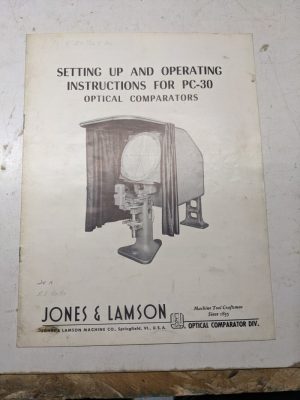 SETTING UP AND OPERATING
INSTRUCTIONS FOR PC-30
OPTICAL COMPARATORS
JONES & LAMSON
Machine Tool Craftsmen
Since 1835
JONES & LAMSON MACHINE CO., Springfield, Vt., U.S.A.
OPTICAL COMPARATOR DIV.